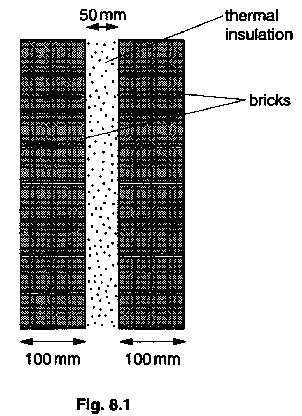 50 mm
thermal
insulation
bricks
100 mm
100 mm
Fig. 8.1